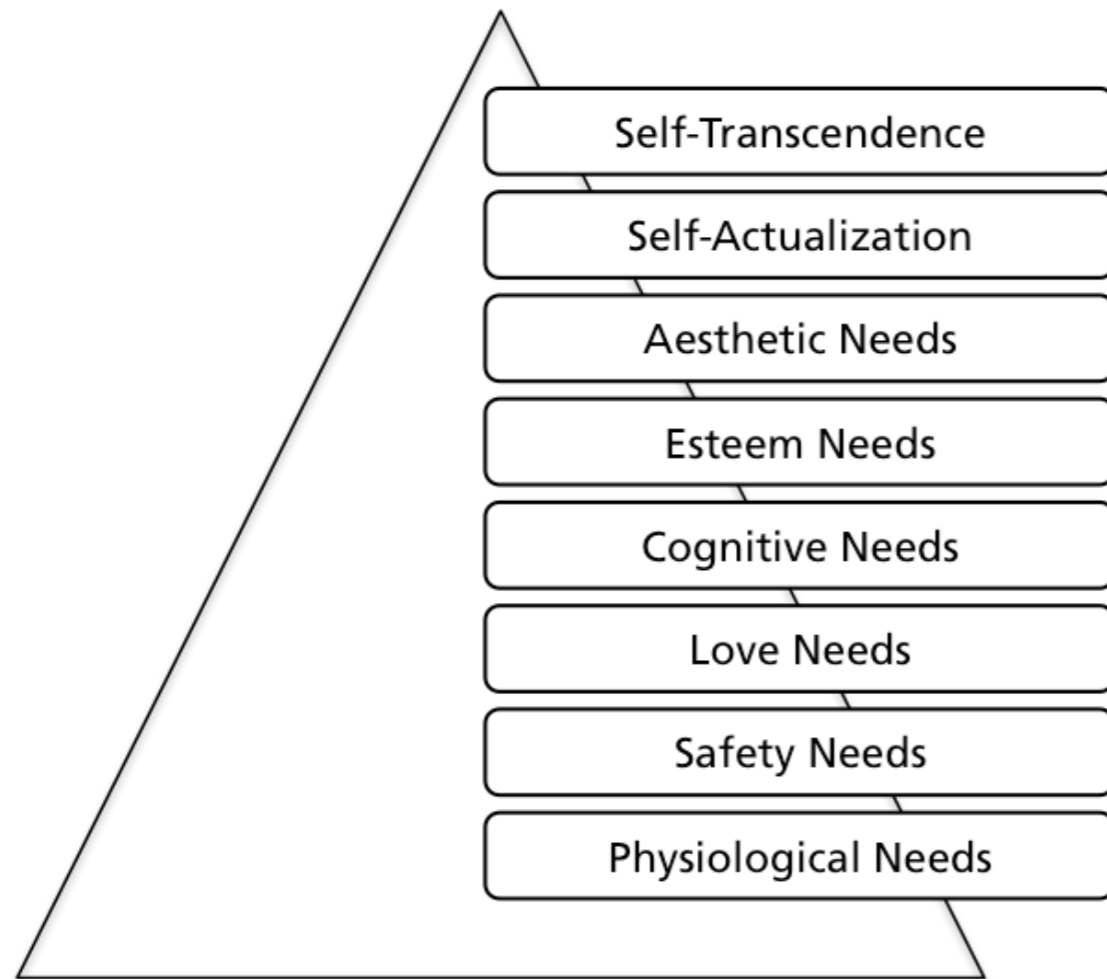 Self-Transcendence
Self-Actualization
Aesthetic Needs
Esteem Needs
Cognitive Needs
Love Needs
Safety Needs
Physiological Needs